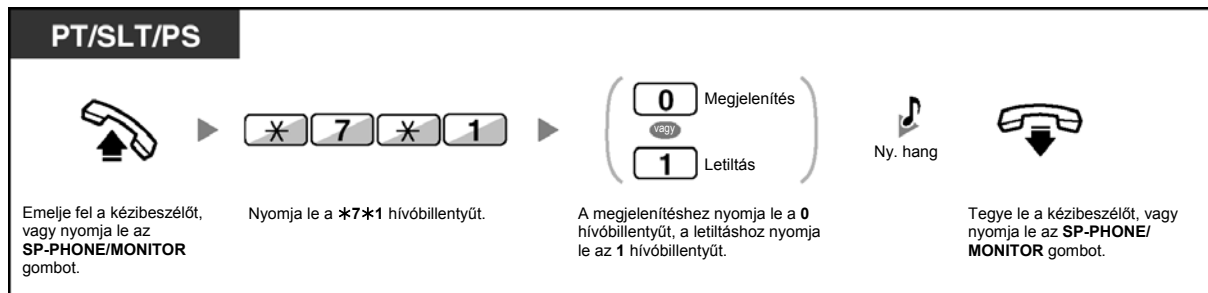 PT/SLT/PS
✳ 7 ✳ 1
0 Megjelenítés
vagy
1 Letiltás
Ny. hang
Emelje fel a kézibeszélőt,
vagy nyomja le az
SP-PHONE/MONITOR
gombot.
Nyomja le a ✳7✳1 hívóbillentyűt.
A megjelenítéshez nyomja le a 0
hívóbillentyűt, a letiltáshoz nyomja
le az 1 hívóbillentyűt.
Tegye le a kézibeszélőt, vagy
nyomja le az SP-PHONE/
MONITOR gombot.